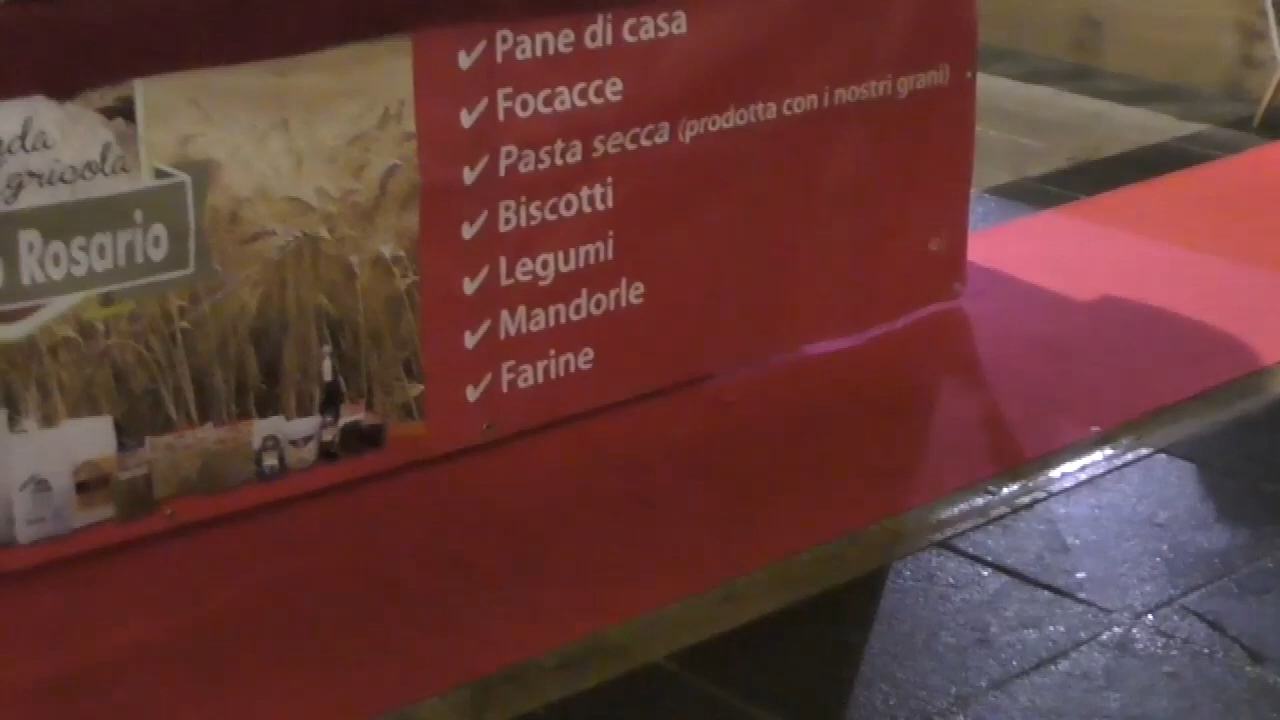 Rosario
✔ Pane di casa
✔ Focacce
✔ Pasta secca (prodotta con i nostri grani)
✔ Biscotti
✔ Legumi
✔ Mandorle
✔ Farine